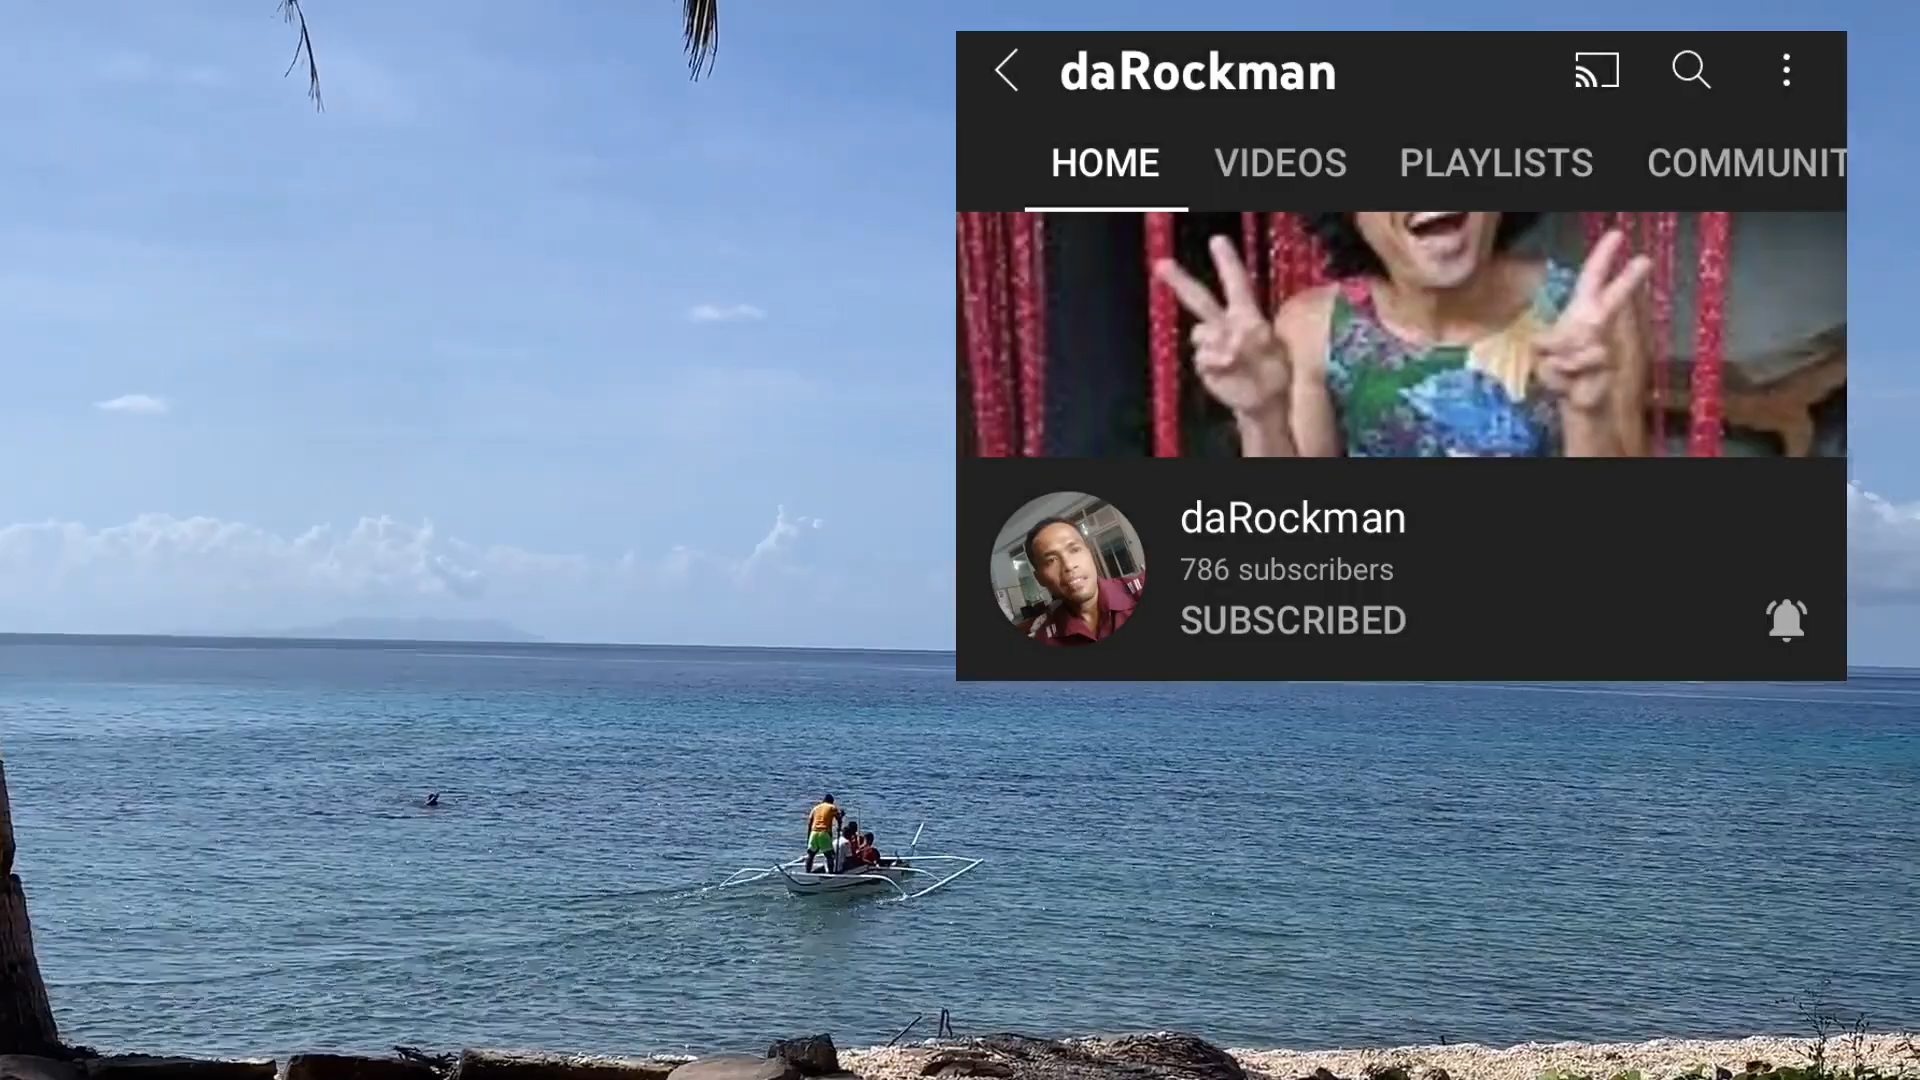 daRockman
HOME VIDEOS PLAYLISTS COMMUNIT
daRockman
786 subscribers
SUBSCRIBED